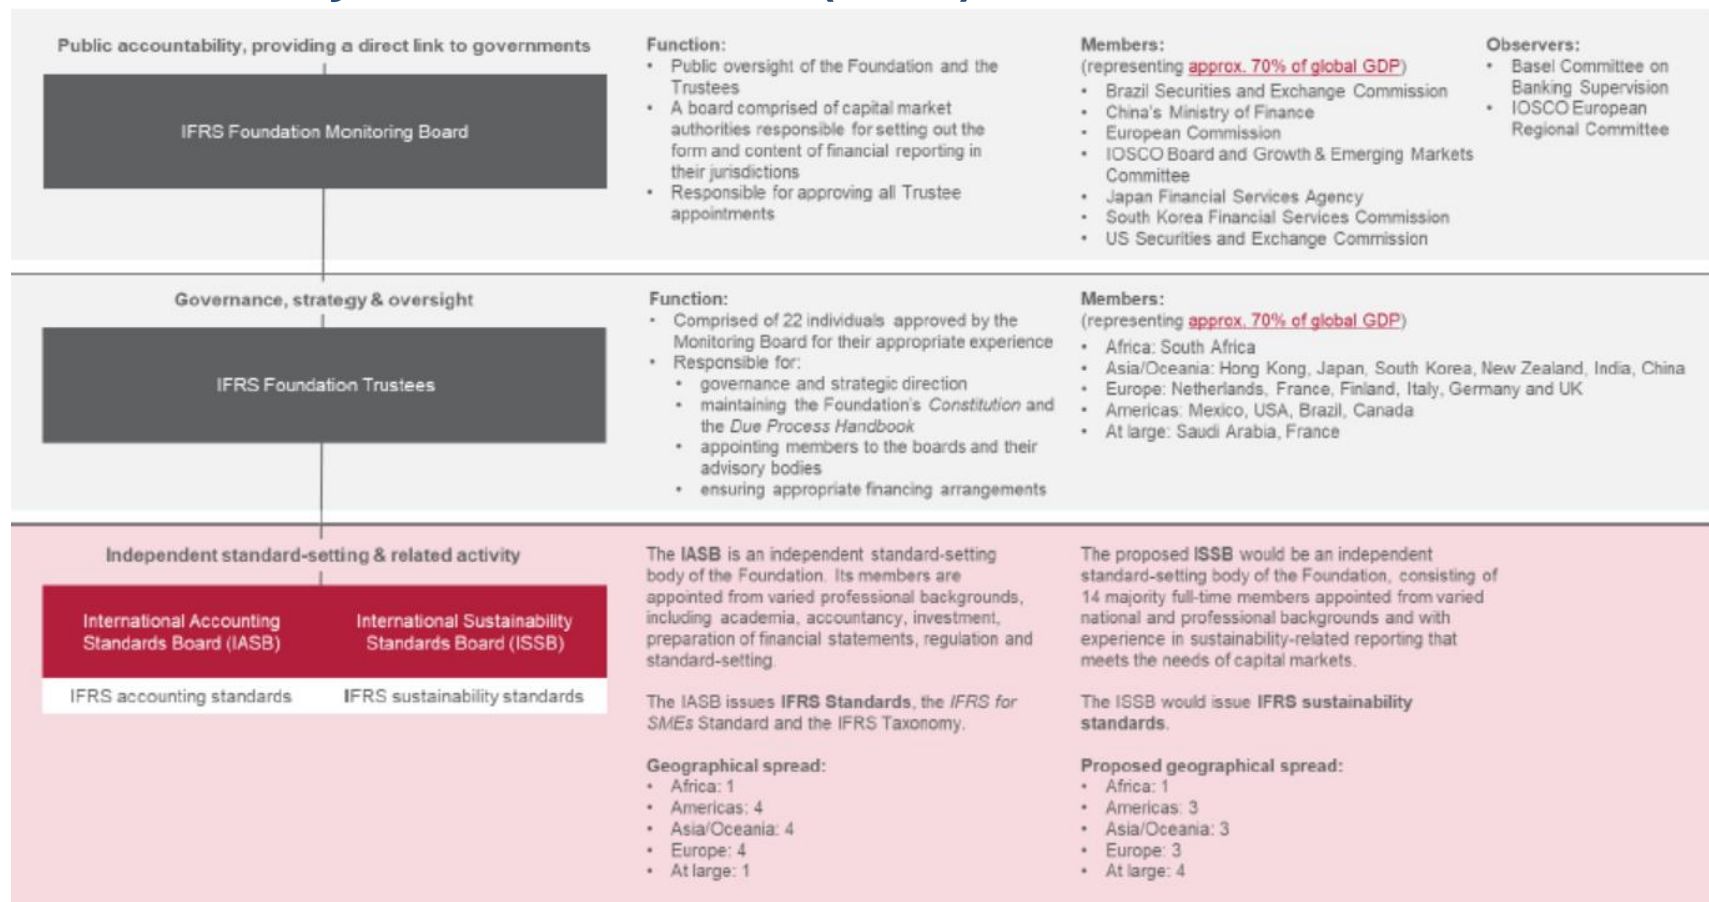 Public accountability, providing a direct link to governments
IFRS Foundation Monitoring Board
Function:
• Public oversight of the Foundation and the
Trustees
• A board comprised of capital market
authorities responsible for setting out the
form and content of financial reporting in
their jurisdictions
• Responsible for approving all Trustee
appointments
Members:
(representing approx. 70% of global GDP)
• Brazil Securities and Exchange Commission
• China's Ministry of Finance
• European Commission
• IOSCO Board and Growth & Emerging Markets
Committee
• Japan Financial Services Agency
• South Korea Financial Services Commission
• US Securities and Exchange Commission
Observers:
• Basel Committee on
Banking Supervision
• IOSCO European
Regional Committee
Governance, strategy & oversight
IFRS Foundation Trustees
Function:
• Comprised of 22 individuals approved by the
Monitoring Board for their appropriate experience
• Responsible for:
• governance and strategic direction
• maintaining the Foundation's Constitution and
the Due Process Handbook
• appointing members to the boards and their
advisory bodies
• ensuring appropriate financing arrangements
Members:
(representing approx. 70% of global GDP)
• Africa: South Africa
• Asia/Oceania: Hong Kong, Japan, South Korea, New Zealand, India, China
• Europe: Netherlands, France, Finland, Italy, Germany and UK
• Americas: Mexico, USA, Brazil, Canada
• At large: Saudi Arabia, France
Independent standard-setting & related activity
International Accounting
Standards Board (IASB)
IFRS accounting standards
International Sustainability
Standards Board (ISSB)
IFRS sustainability standards
The IASB is an independent standard-setting
body of the Foundation. Its members are
appointed from varied professional backgrounds,
including academia, accountancy, investment,
preparation of financial statements, regulation and
standard-setting.
The IASB issues IFRS Standards, the IFRS for
SMEs Standard and the IFRS Taxonomy.
Geographical spread:
• Africa: 1
• Americas: 4
• Asia/Oceania: 4
• Europe: 4
• At large: 1
The proposed ISSB would be an independent
standard-setting body of the Foundation, consisting of
14 majority full-time members appointed from varied
national and professional backgrounds and with
experience in sustainability-related reporting that
meets the needs of capital markets.
The ISSB would issue IFRS sustainability
standards.
Proposed geographical spread:
• Africa: 1
• Americas: 3
• Asia/Oceania: 3
• Europe: 3
• At large: 4